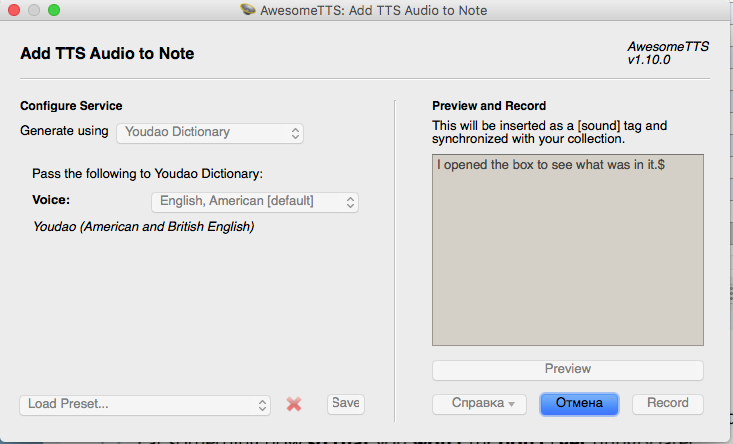 AwesomeTTS: Add TTS Audio to Note
Add TTS Audio to Note
AwesomeTTS
v1.10.0
Configure Service
Generate using Youdao Dictionary
Pass the following to Youdao Dictionary:
Voice: English, American [default]
Youdao (American and British English)
Load Preset... Save
Preview and Record
This will be inserted as a [sound] tag and
synchronized with your collection.
I opened the box to see what was in it.$
Preview
Справка Отмена Record